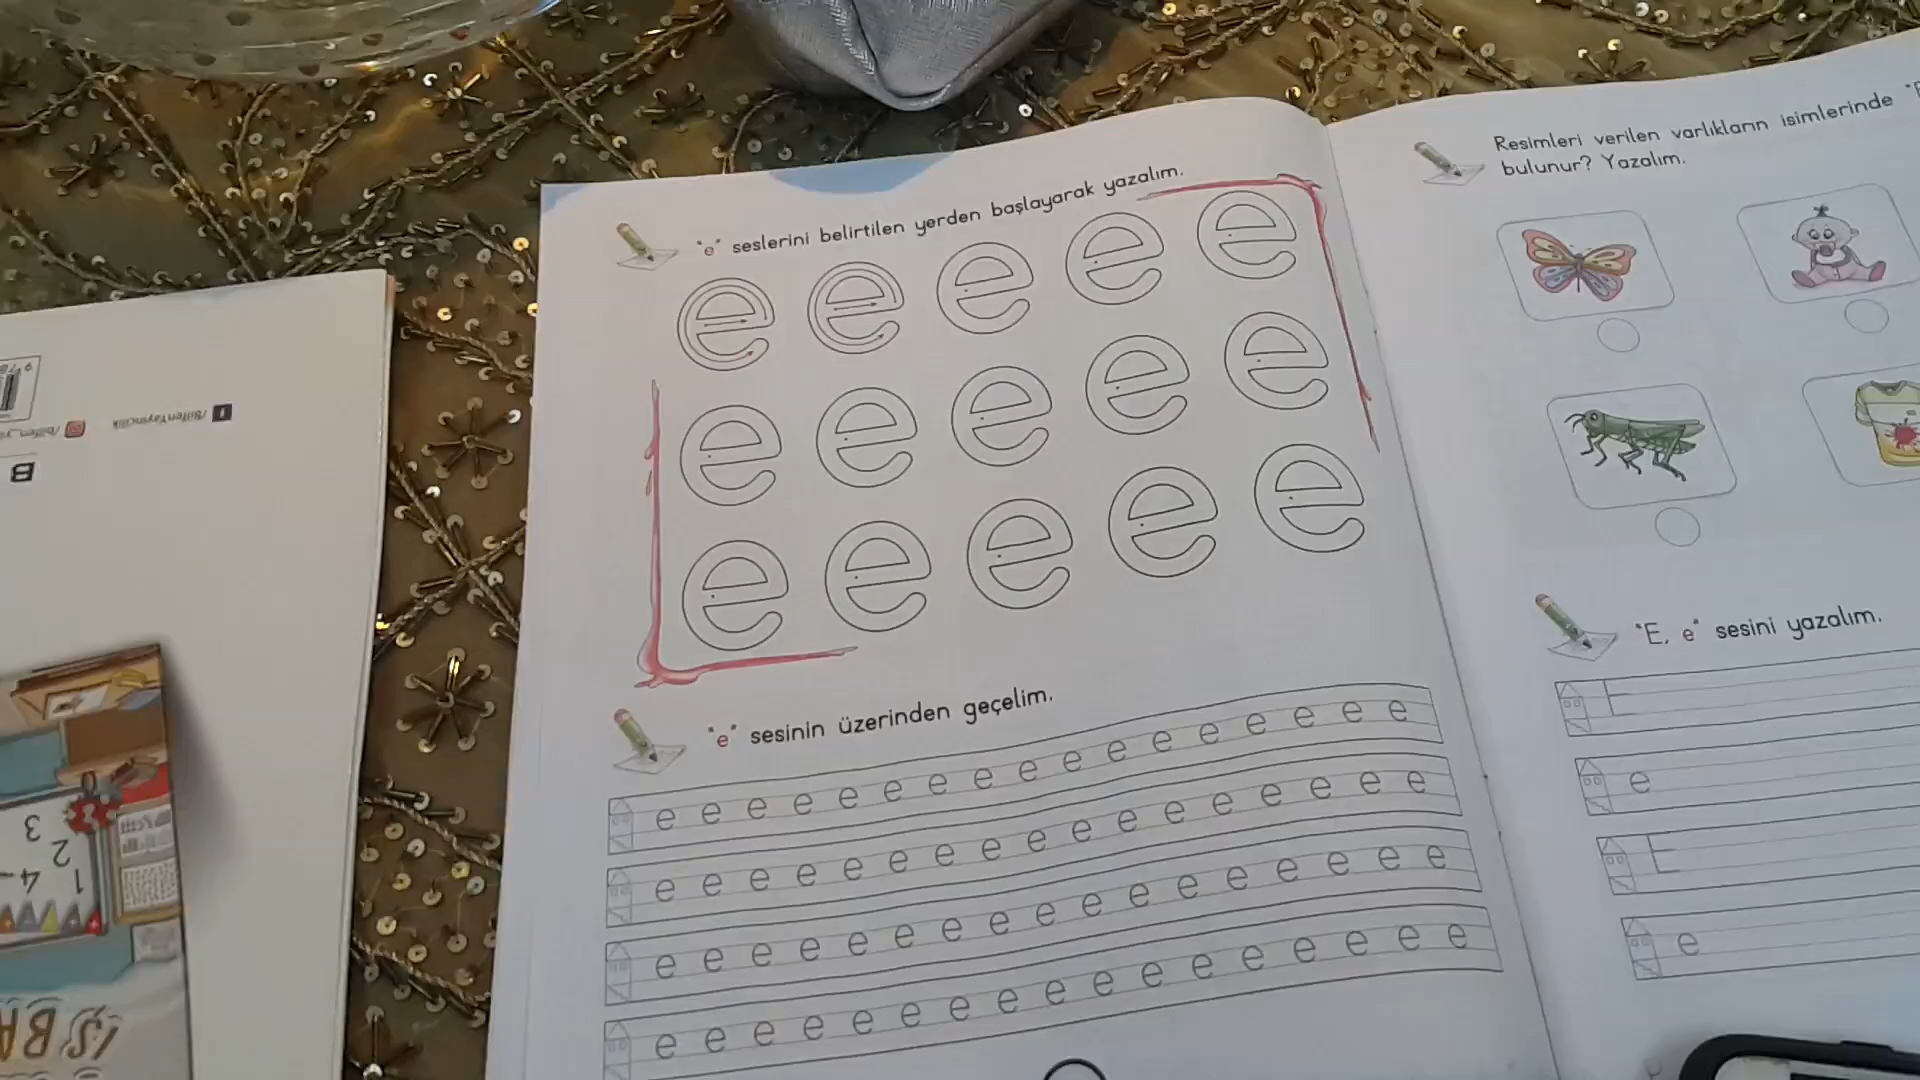 "e" seslerini belirtilen yerden başlayarak yazalım.
e e e e e
e e e e e
e e e e e
"e" sesinin üzerinden geçelim.
e e e e e e e e e e e e e e e e e
e e e e e e e e e e e e e e e e e
e e e e e e e e e e e e e e e e e
e e e e e e e e e e e e e e e e e
Resimleri verilen varlıkların isimlerinde
bulunur? Yazalım.
"E, e" sesini yazalım.
E
e
E
e
/BilfenYayincilik
B
3
2
1 4